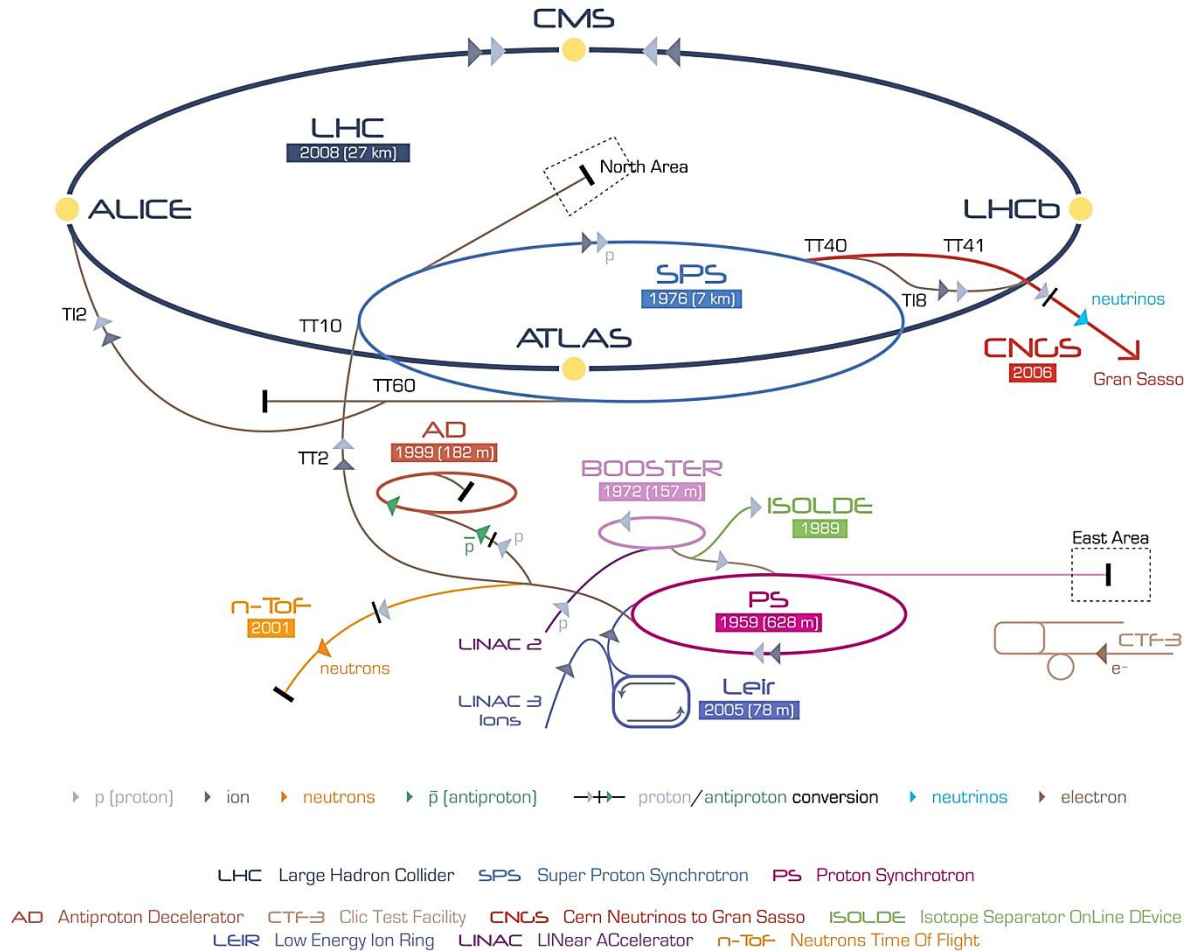 CMS
LHC
2008 (27 km)
North Area
ALICE
LHCb
TT40
TT41
SPS
1976 (7 km)
p
TI8
neutrinos
TI2
TT10
ATLAS
CNGS
2006
Gran Sasso
TT60
AD
1999 (182 m)
TT2
BOOSTER
1972 (157 m)
ISOLDE
1989
p̅
p
East Area
n-ToF
2001
neutrons
LINAC 2
p
PS
1959 (628 m)
CTF-3
e⁻
LINAC 3
Ions
Leir
2005 (78 m)
p (proton)
ion
neutrons
p̅ (antiproton)
proton/antiproton conversion
neutrinos
electron
LHC Large Hadron Collider SPS Super Proton Synchrotron PS Proton Synchrotron
AD Antiproton Decelerator CTF-3 Clic Test Facility CNGS Cern Neutrinos to Gran Sasso ISOLDE Isotope Separator OnLine DEvice
LEIR Low Energy Ion Ring LINAC LINear ACcelerator n-ToF Neutrons Time Of Flight